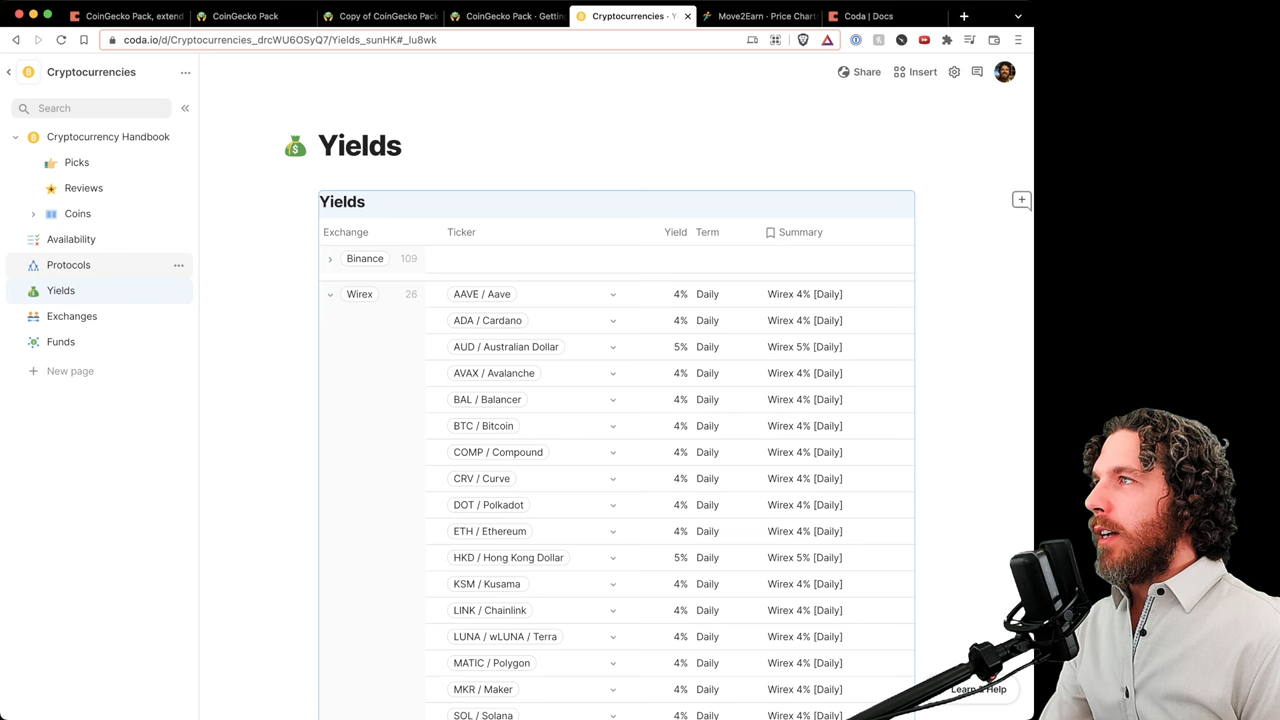 CoinGecko Pack, extend
CoinGecko Pack
Copy of CoinGecko Pack
CoinGecko Pack · Getting
Cryptocurrencies · Y
Move2Earn · Price Chart
Coda | Docs
coda.io/d/Cryptocurrencies_drcWU6OSyQ7/Yields_sunHK#_lu8wk
Cryptocurrencies
Share
Insert
Search
Cryptocurrency Handbook
Picks
Reviews
Coins
Availability
Protocols
Yields
Exchanges
Funds
New page
Yields
Yields
Exchange Ticker Yield Term Summary
Binance 109
Wirex 26 AAVE / Aave 4% Daily Wirex 4% [Daily]
ADA / Cardano 4% Daily Wirex 4% [Daily]
AUD / Australian Dollar 5% Daily Wirex 5% [Daily]
AVAX / Avalanche 4% Daily Wirex 4% [Daily]
BAL / Balancer 4% Daily Wirex 4% [Daily]
BTC / Bitcoin 4% Daily Wirex 4% [Daily]
COMP / Compound 4% Daily Wirex 4% [Daily]
CRV / Curve 4% Daily Wirex 4% [Daily]
DOT / Polkadot 4% Daily Wirex 4% [Daily]
ETH / Ethereum 4% Daily Wirex 4% [Daily]
HKD / Hong Kong Dollar 5% Daily Wirex 5% [Daily]
KSM / Kusama 4% Daily Wirex 4% [Daily]
LINK / Chainlink 4% Daily Wirex 4% [Daily]
LUNA / wLUNA / Terra 4% Daily Wirex 4% [Daily]
MATIC / Polygon 4% Daily Wirex 4% [Daily]
MKR / Maker 4% Daily Wirex 4% [Daily]
SOL / Solana 4% Daily Wirex 4% [Daily]
Learn & Help